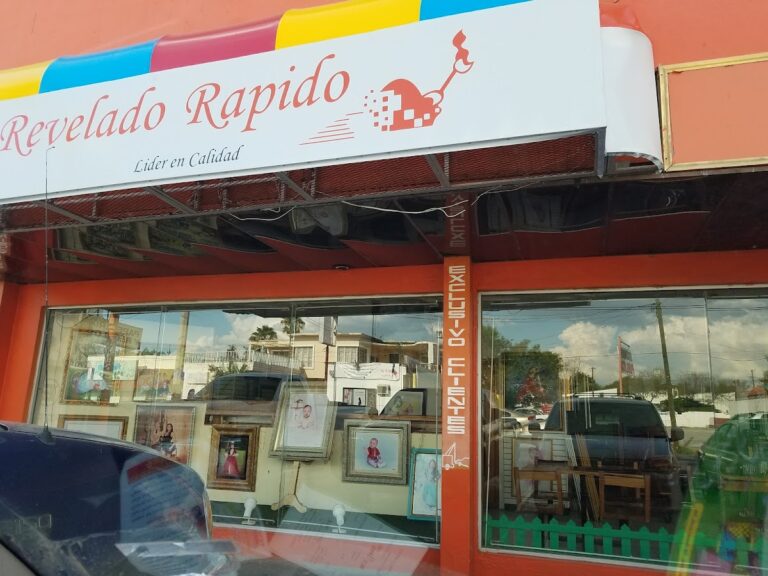 Revelado Rapido
Lider en Calidad
EXCLUSIVO CLIENTES